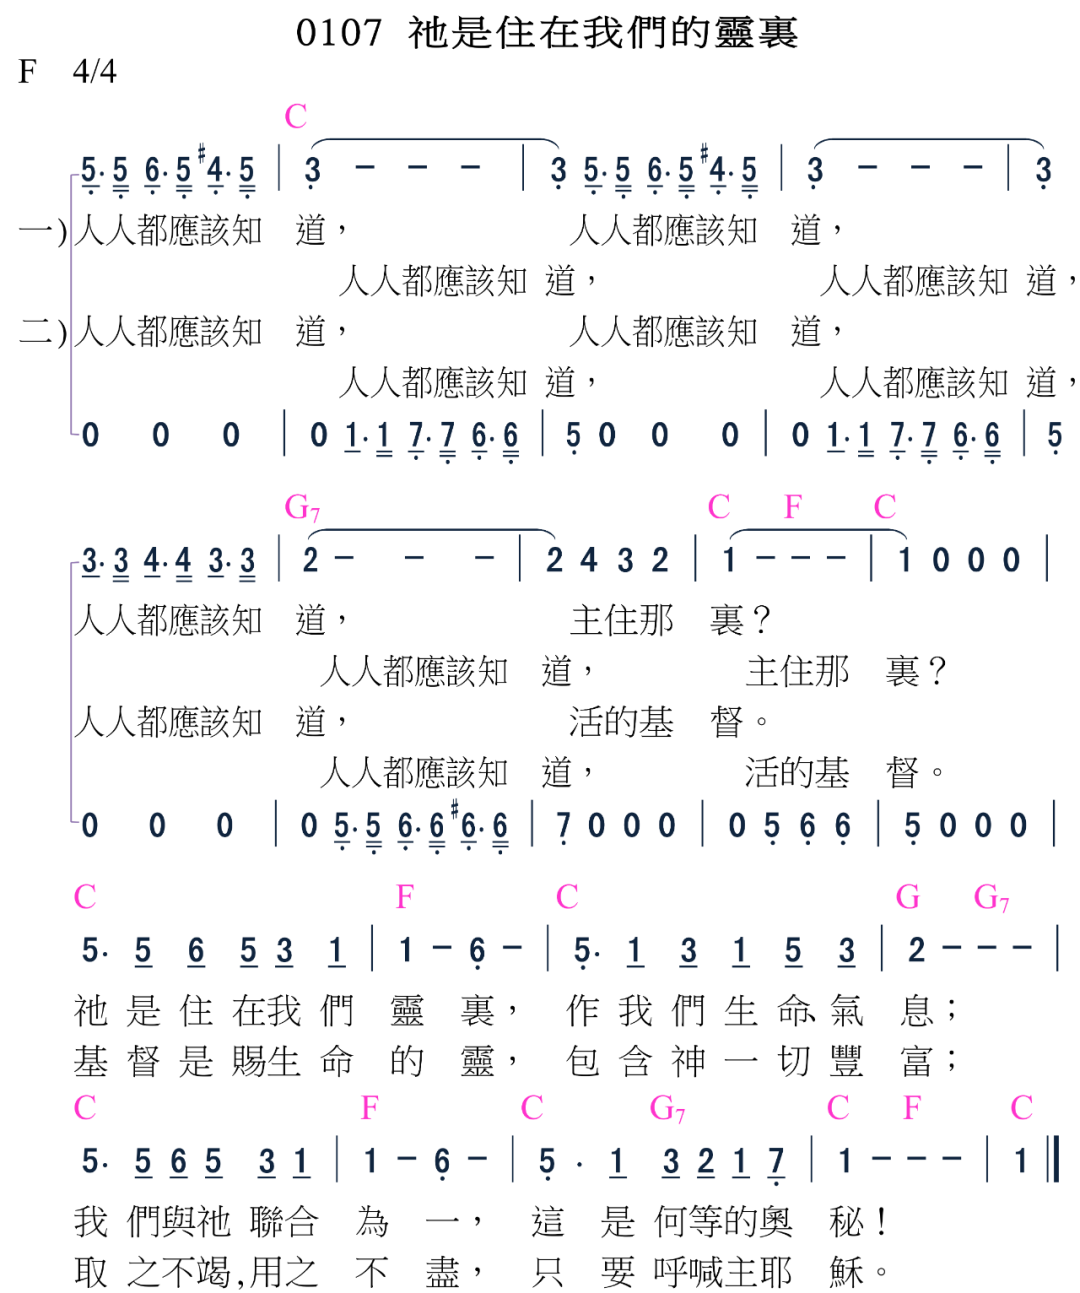 0107 祂是住在我們的靈裏
F 4/4
C
5· 5 6· 5 #4· 5 | 3 － － － | 3 5· 5 6· 5 #4· 5 | 3 － － － | 3
一)人人都應該知 道， 人人都應該知 道，
人人都應該知 道， 人人都應該知 道，
二)人人都應該知 道， 人人都應該知 道，
人人都應該知 道， 人人都應該知 道，
0 0 0 | 0 1· 1 7· 7 6· 6 | 5 0 0 0 | 0 1· 1 7· 7 6· 6 | 5
G7 C F C
3· 3 4· 4 3· 3 | 2 － － － | 2 4 3 2 | 1 － － － | 1 0 0 0 |
人人都應該知 道， 主住那 裏？
人人都應該知 道， 主住那 裏？
人人都應該知 道， 活的基 督。
人人都應該知 道， 活的基 督。
0 0 0 | 0 5· 5 6· 6 #6· 6 | 7 0 0 0 | 0 5 6 6 | 5 0 0 0 |
C F C G G7
5· 5 6 5 3 1 | 1 － 6 － | 5· 1 3 1 5 3 | 2 － － － |
祂 是 住 在我 們 靈 裏， 作 我 們 生 命、氣 息；
基 督 是 賜生 命 的 靈， 包 含 神 一 切 豐 富；
C F C G7 C F C
5· 5 6 5 3 1 | 1 － 6 － | 5 · 1 3 2 1 7 | 1 － － － | 1 ‖
我 們與祂 聯合 為 一， 這 是 何等的奧 秘！
取 之不竭,用之 不 盡， 只 要 呼喊主耶 穌。